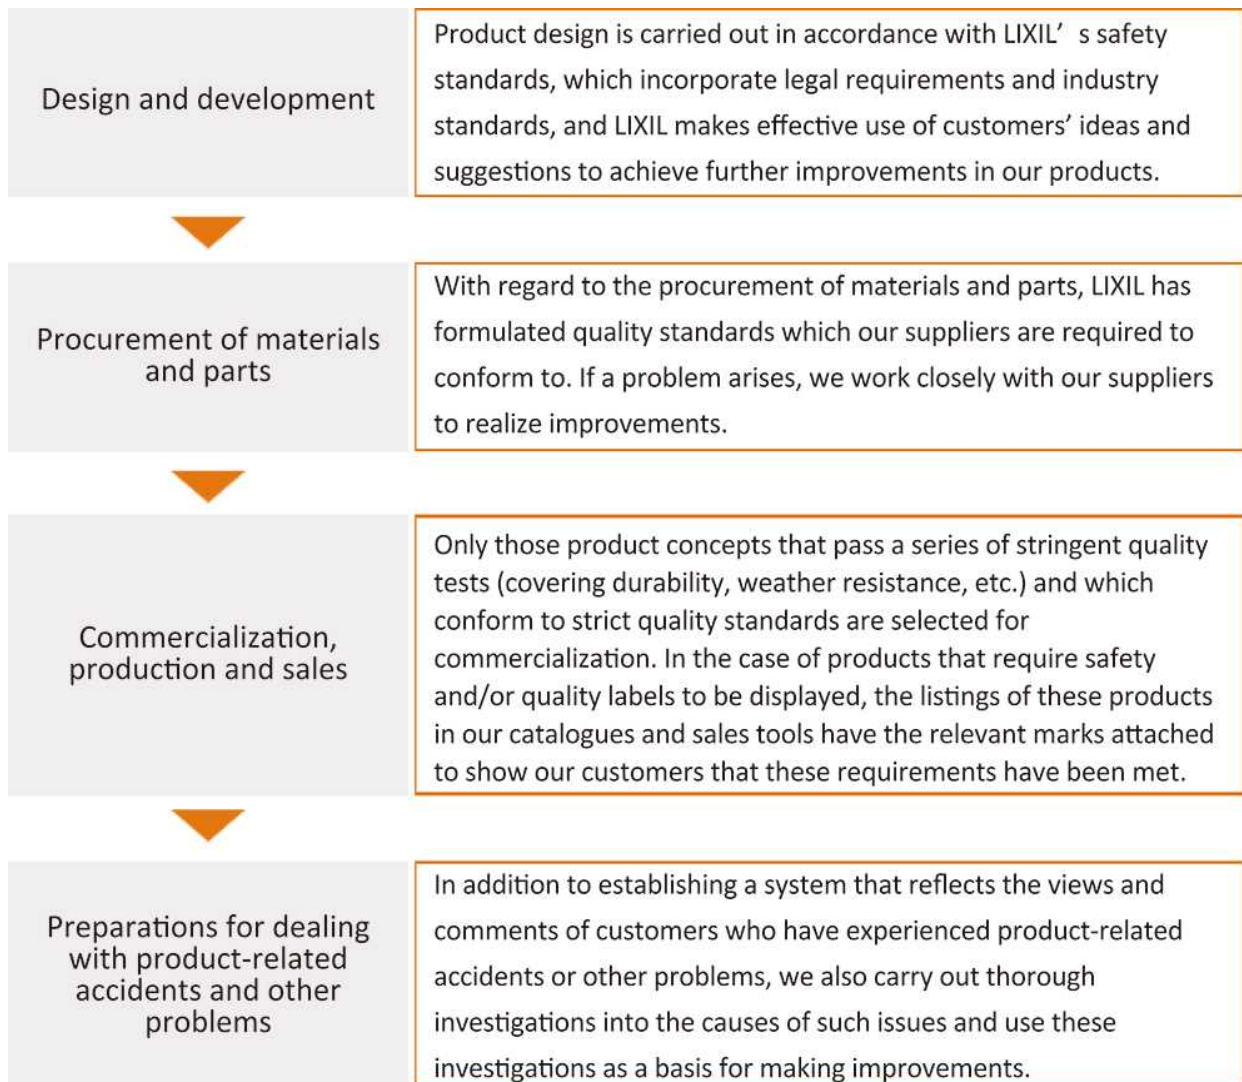 Design and development
Product design is carried out in accordance with LIXIL’ s safety
standards, which incorporate legal requirements and industry
standards, and LIXIL makes effective use of customers’ ideas and
suggestions to achieve further improvements in our products.
Procurement of materials
and parts
With regard to the procurement of materials and parts, LIXIL has
formulated quality standards which our suppliers are required to
conform to. If a problem arises, we work closely with our suppliers
to realize improvements.
Commercialization,
production and sales
Only those product concepts that pass a series of stringent quality
tests (covering durability, weather resistance, etc.) and which
conform to strict quality standards are selected for
commercialization. In the case of products that require safety
and/or quality labels to be displayed, the listings of these products
in our catalogues and sales tools have the relevant marks attached
to show our customers that these requirements have been met.
Preparations for dealing
with product-related
accidents and other
problems
In addition to establishing a system that reflects the views and
comments of customers who have experienced product-related
accidents or other problems, we also carry out thorough
investigations into the causes of such issues and use these
investigations as a basis for making improvements.